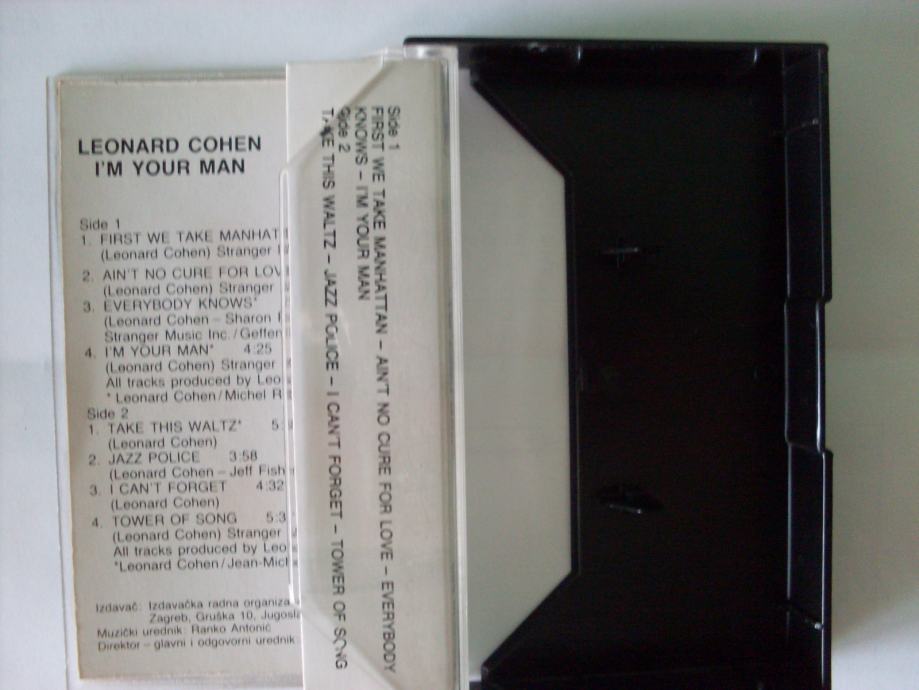 LEONARD COHEN
I'M YOUR MAN
Side 1
1. FIRST WE TAKE MANHAT
(Leonard Cohen) Stranger
2. AIN'T NO CURE FOR LOV
(Leonard Cohen) Stranger
3. EVERYBODY KNOWS*
(Leonard Cohen – Sharon
Stranger Music Inc./Geffen
4. I'M YOUR MAN* 4:25
(Leonard Cohen) Stranger
All tracks produced by Leo
* Leonard Cohen/Michel R
Side 2
1. TAKE THIS WALTZ* 5:
(Leonard Cohen)
2. JAZZ POLICE 3:58
(Leonard Cohen – Jeff Fish
3. I CAN'T FORGET 4:32
(Leonard Cohen)
4. TOWER OF SONG 5:3
(Leonard Cohen) Stranger
All tracks produced by Leo
*Leonard Cohen/Jean-Mich
Izdavač: Izdavačka radna organiza
Zagreb, Gruška 10, Jugosla
Muzički urednik: Ranko Antonić
Direktor – glavni i odgovorni urednik
Side 1
FIRST WE TAKE MANHATTAN – AIN'T NO CURE FOR LOVE – EVERYBODY
KNOWS – I'M YOUR MAN
Side 2
TAKE THIS WALTZ – JAZZ POLICE – I CAN'T FORGET – TOWER OF SONG